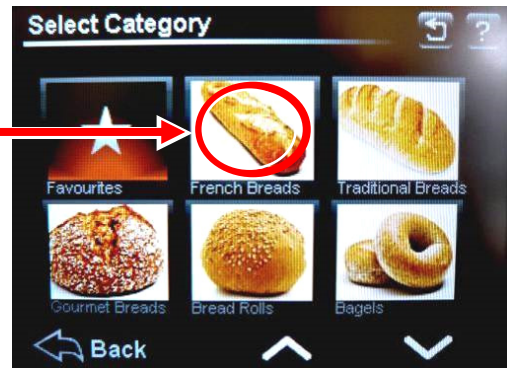 Select Category
?
Favourites French Breads Traditional Breads
Gourmet Breads Bread Rolls Bagels
Back